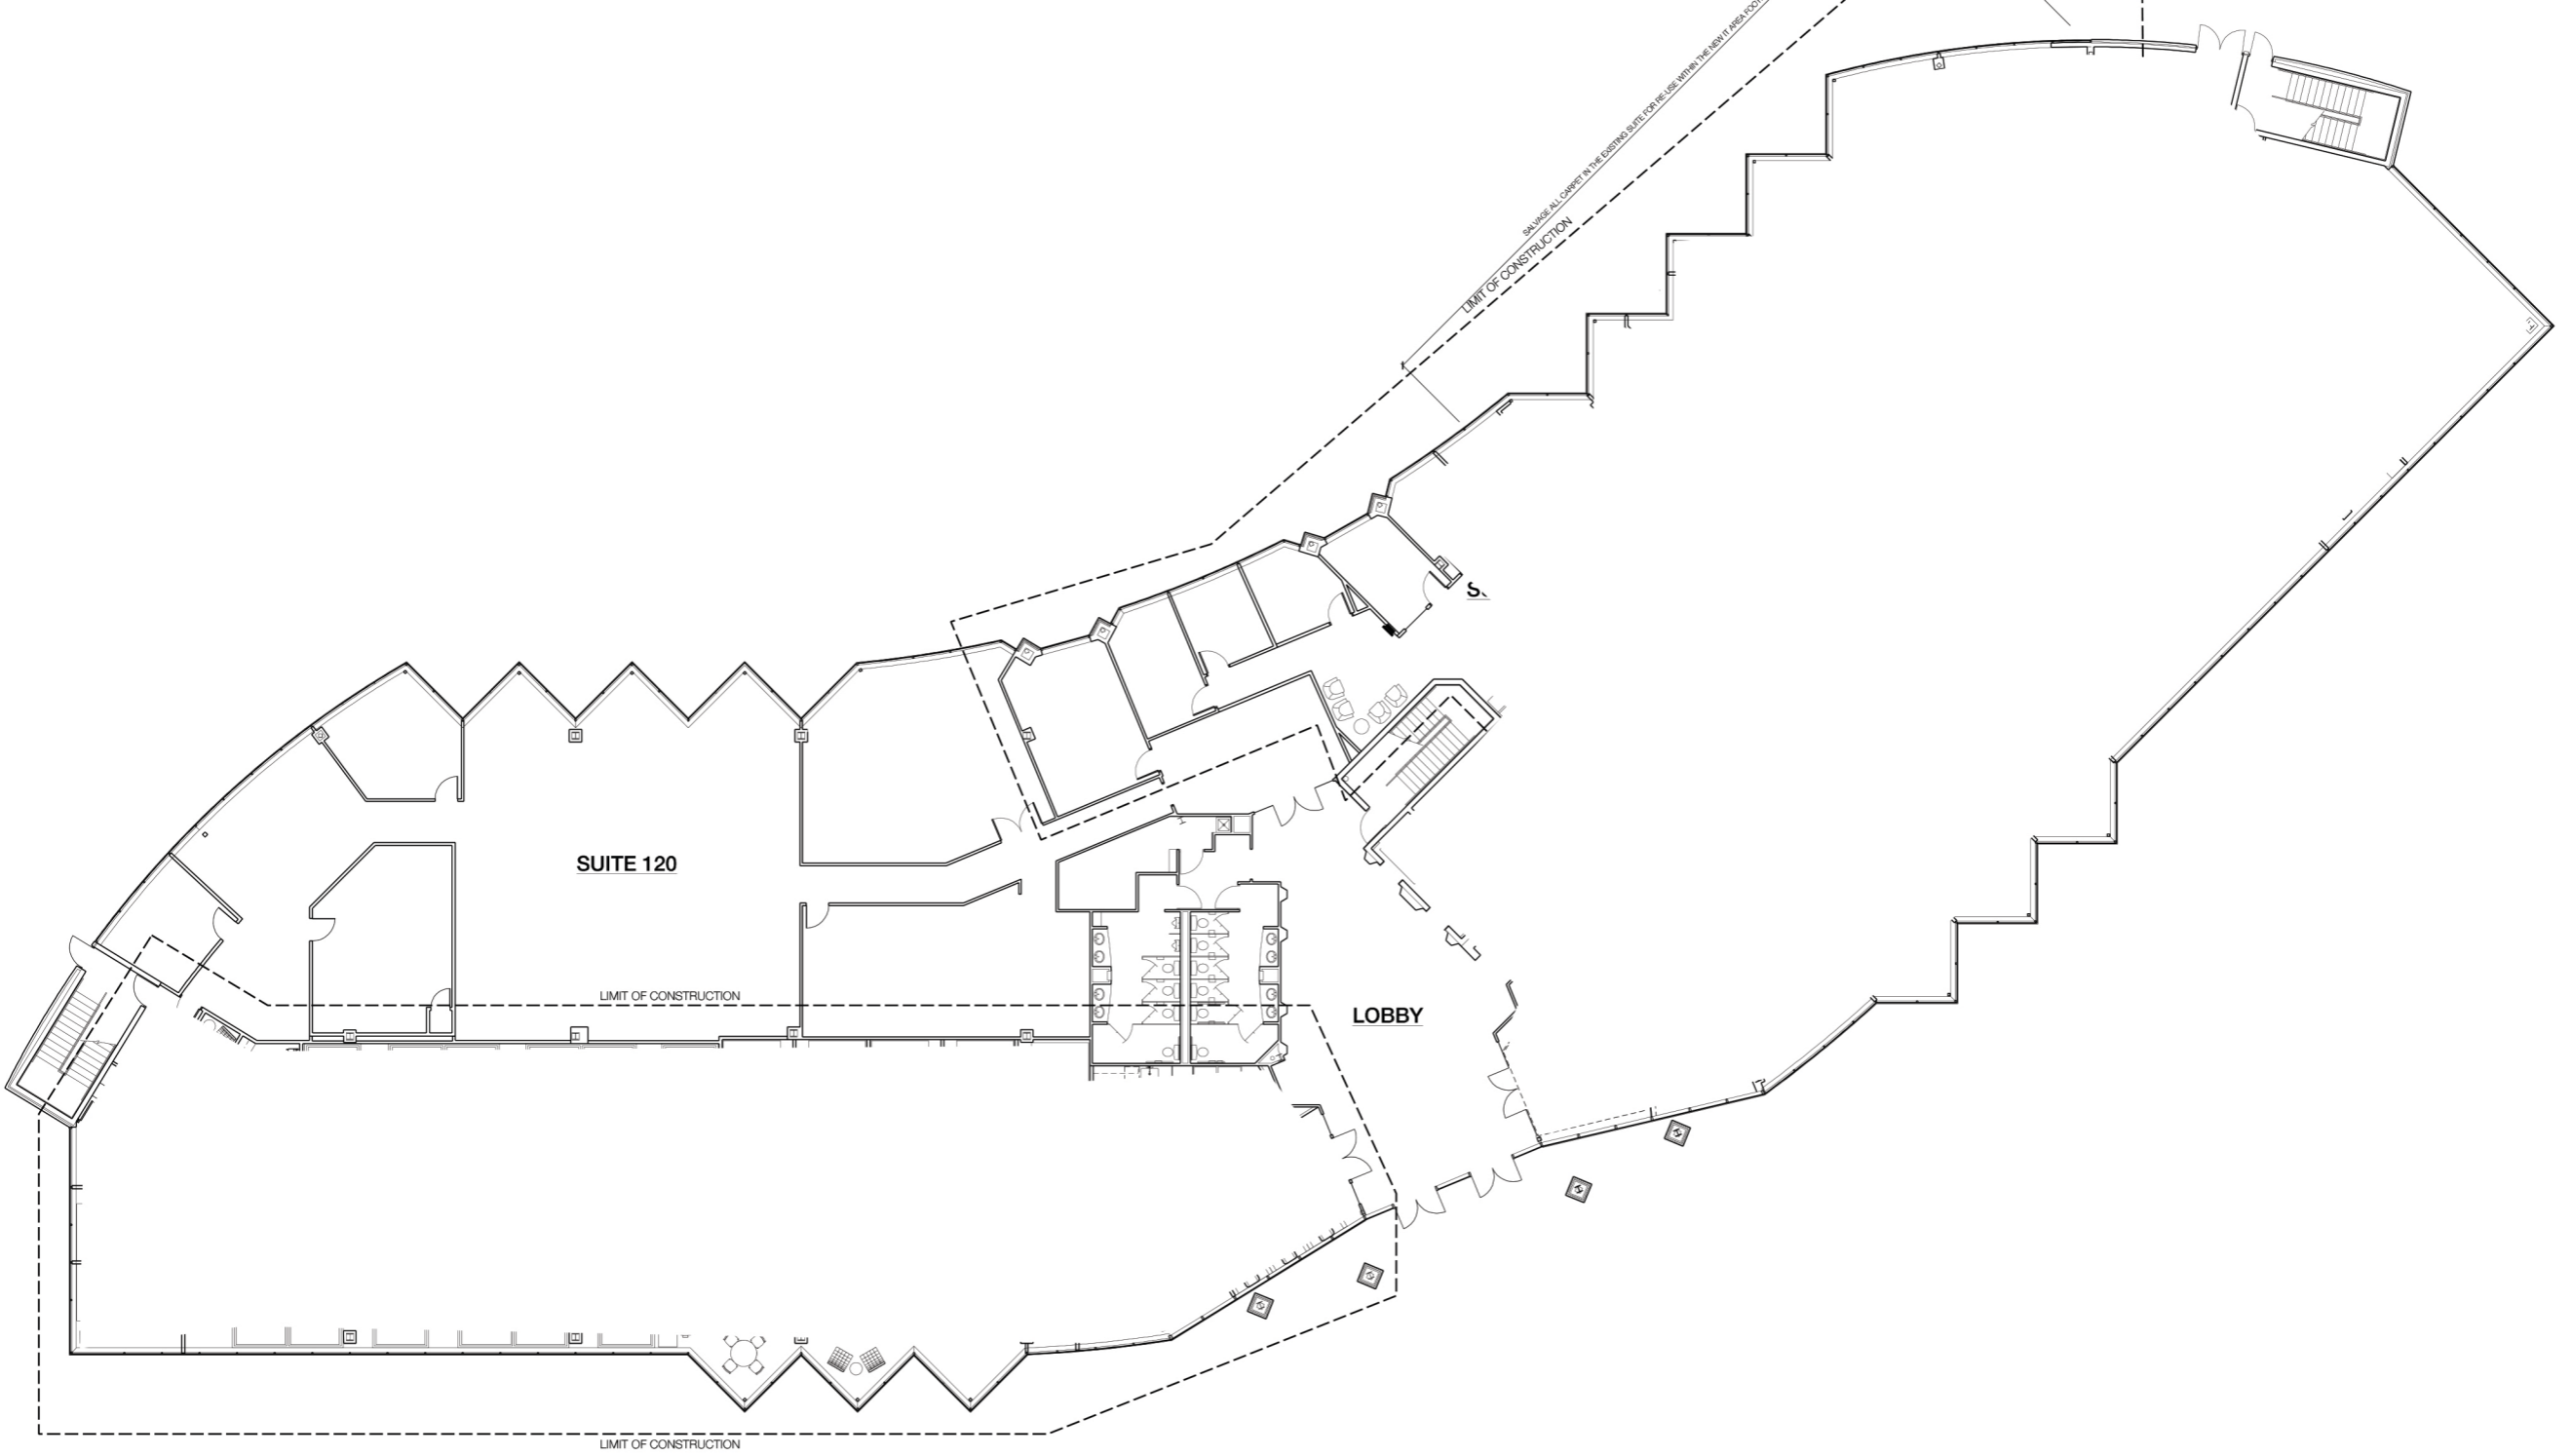 SALVAGE ALL CARPET IN THE EXISTING SUITE FOR RE-USE WITHIN THE NEW IT AREA
LIMIT OF CONSTRUCTION
SUITE 120
LIMIT OF CONSTRUCTION
LOBBY
LIMIT OF CONSTRUCTION